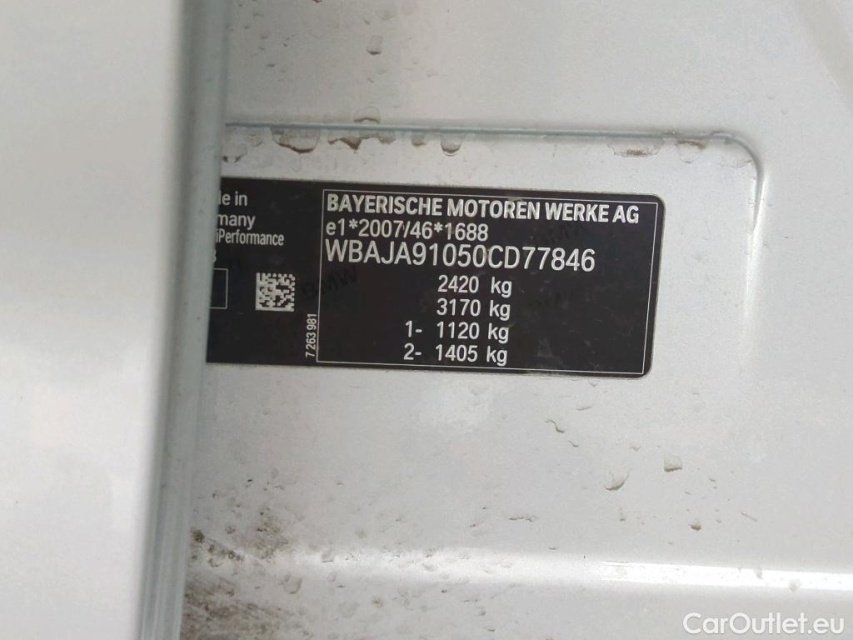 le in
many
iPerformance
BAYERISCHE MOTOREN WERKE AG
e1*2007/46*1688
WBAJA91050CD77846
2420 kg
3170 kg
1- 1120 kg
2- 1405 kg
7 263 981
CarOutlet.eu